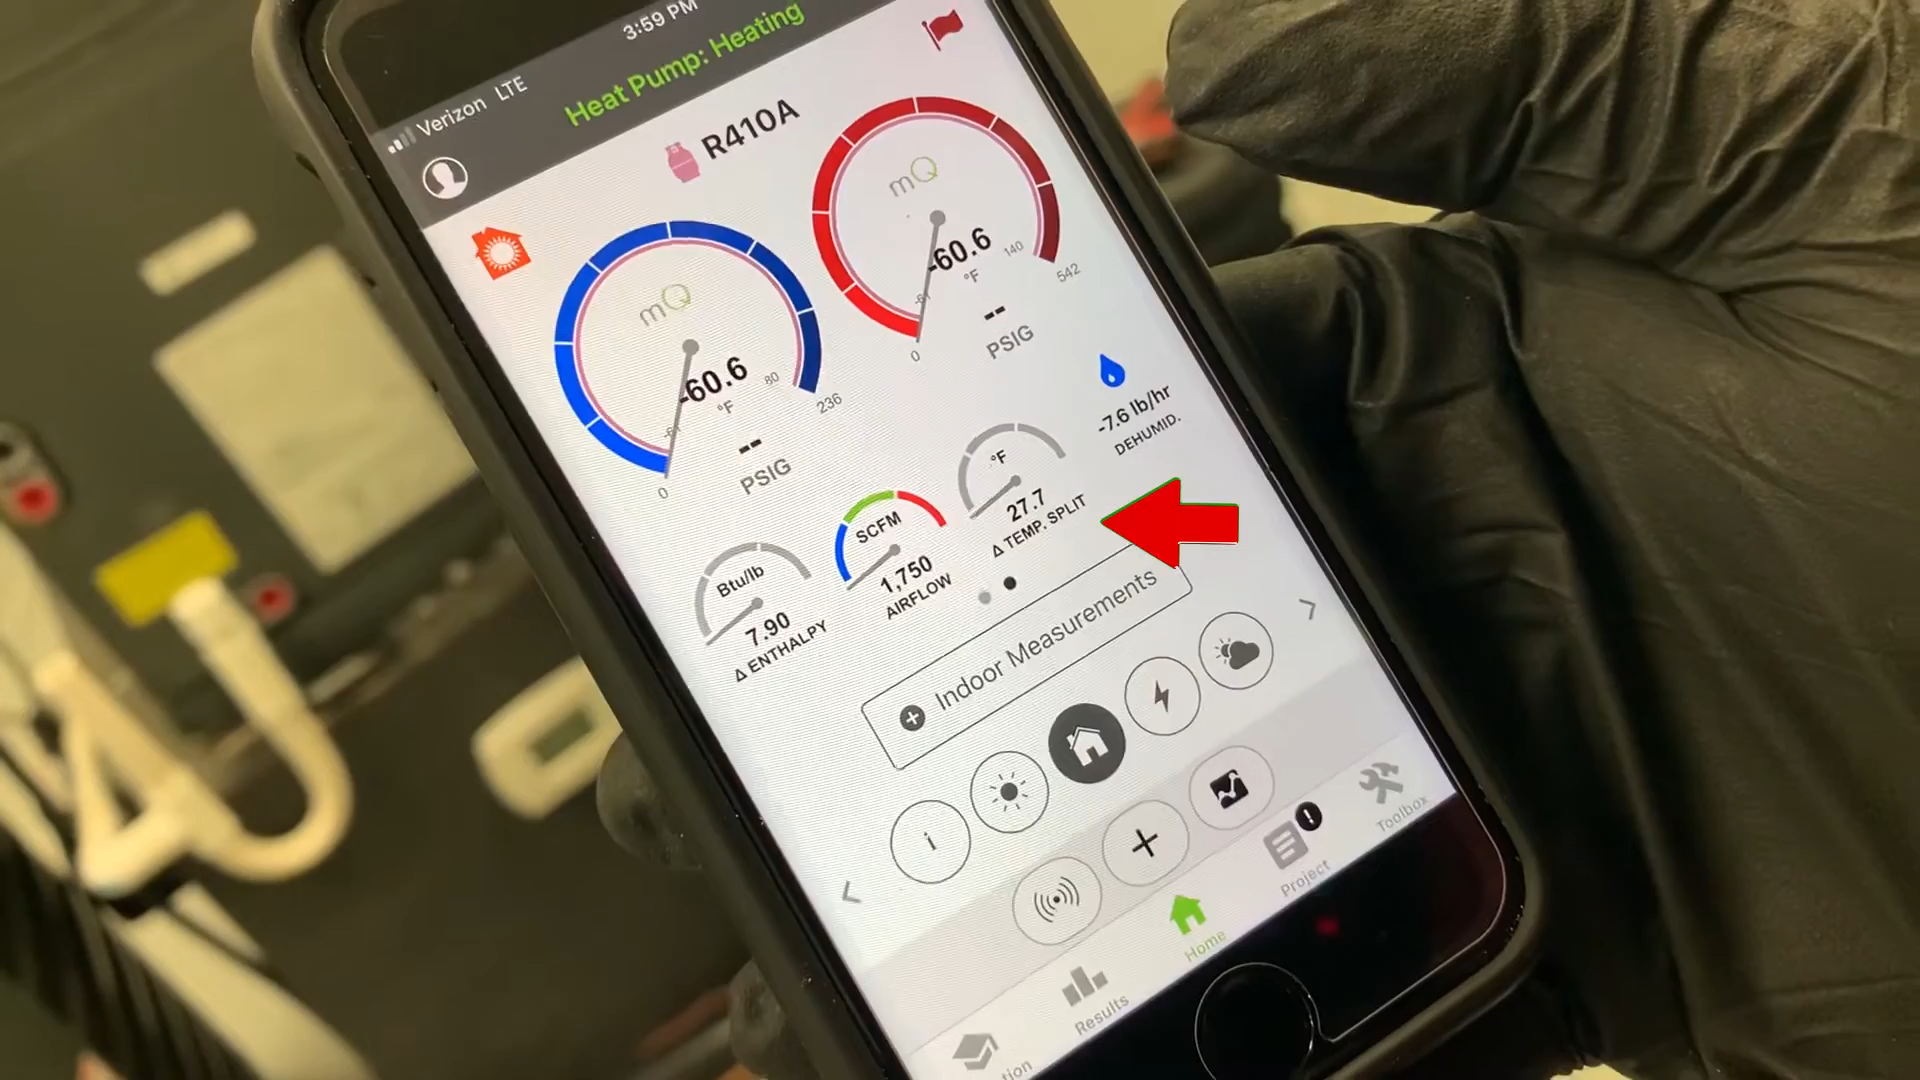 3:59 PM
Verizon LTE
Heat Pump: Heating
R410A
mQ
-60.6
°F
-61
140
0
542
--
PSIG
mQ
-60.6
°F
80
0
236
--
PSIG
-7.6 lb/hr
DEHUMID.
°F
27.7
Δ TEMP. SPLIT
SCFM
1,750
AIRFLOW
Btu/lb
7.90
Δ ENTHALPY
Indoor Measurements
i
Toolbox
Project
Home
Results
tion